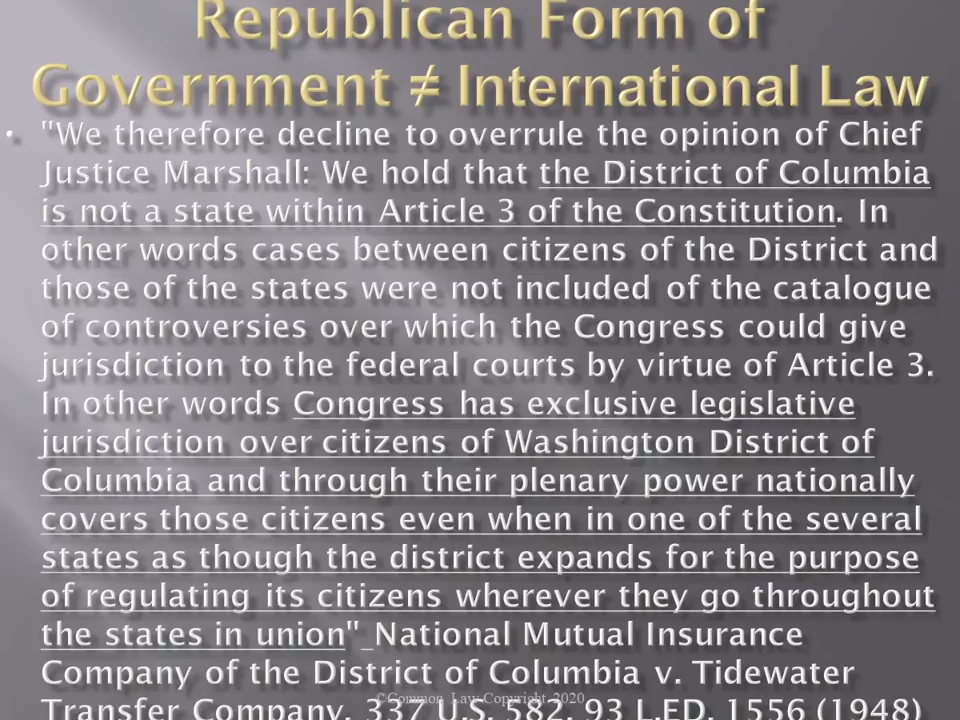 Republican Form of
Government ≠ International Law
• "We therefore decline to overrule the opinion of Chief
Justice Marshall: We hold that the District of Columbia
is not a state within Article 3 of the Constitution. In
other words cases between citizens of the District and
those of the states were not included of the catalogue
of controversies over which the Congress could give
jurisdiction to the federal courts by virtue of Article 3.
In other words Congress has exclusive legislative
jurisdiction over citizens of Washington District of
Columbia and through their plenary power nationally
covers those citizens even when in one of the several
states as though the district expands for the purpose
of regulating its citizens wherever they go throughout
the states in union" National Mutual Insurance
Company of the District of Columbia v. Tidewater
©Common Law Copyright 2020
Transfer Company, 337 U.S. 582, 93 L.ED. 1556 (1948)